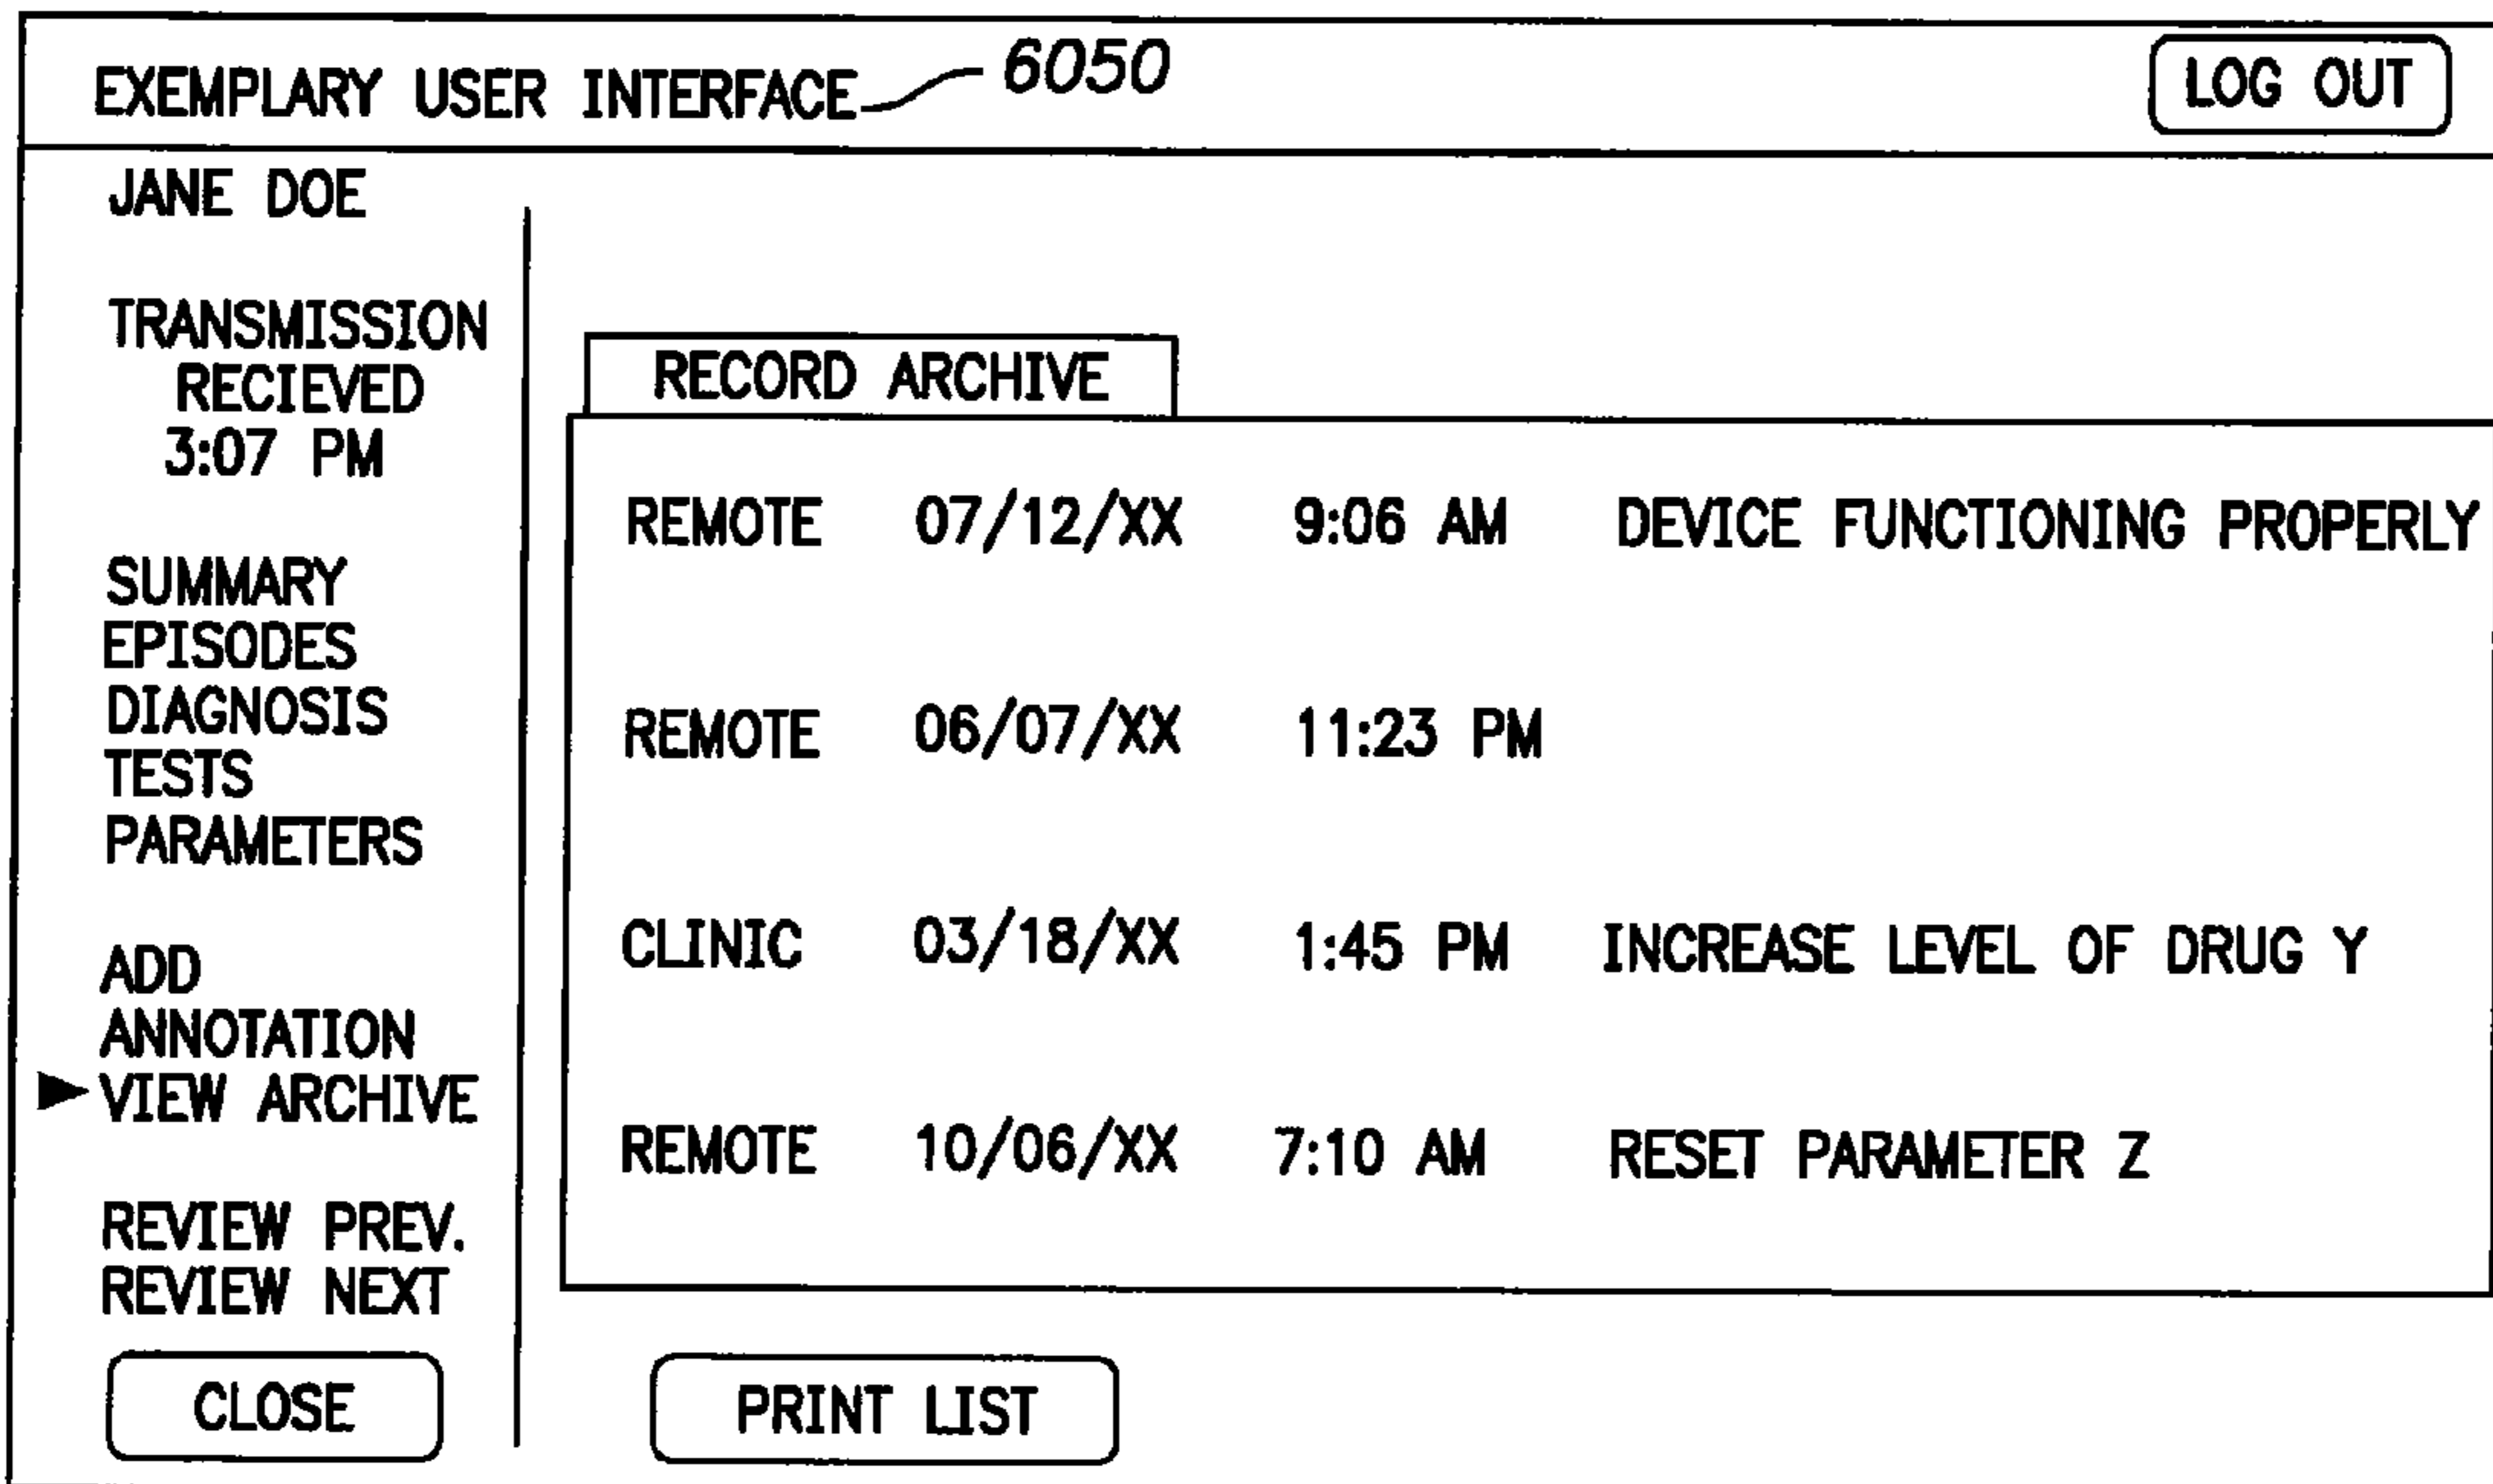 EXEMPLARY USER INTERFACE 6050 LOG OUT
JANE DOE
TRANSMISSION
RECIEVED
3:07 PM
SUMMARY
EPISODES
DIAGNOSIS
TESTS
PARAMETERS
ADD
ANNOTATION
VIEW ARCHIVE
REVIEW PREV.
REVIEW NEXT
CLOSE
RECORD ARCHIVE
REMOTE 07/12/XX 9:06 AM DEVICE FUNCTIONING PROPERLY
REMOTE 06/07/XX 11:23 PM
CLINIC 03/18/XX 1:45 PM INCREASE LEVEL OF DRUG Y
REMOTE 10/06/XX 7:10 AM RESET PARAMETER Z
PRINT LIST